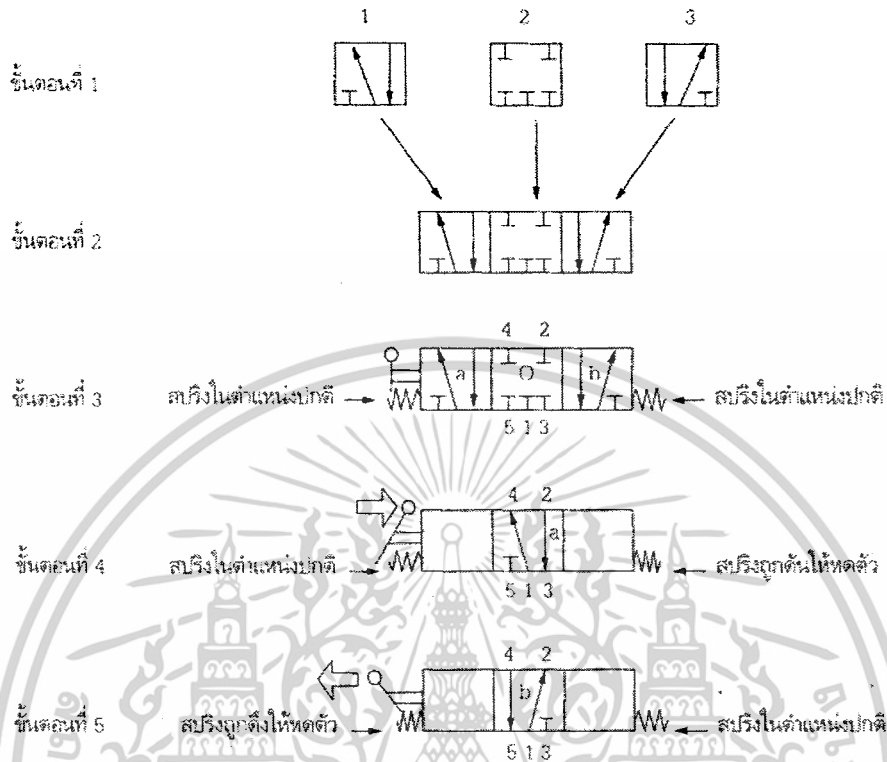 1 2 3
ขั้นตอนที่ 1
ขั้นตอนที่ 2
4 2
ขั้นตอนที่ 3 สปริงในตำแหน่งปกติ a O b สปริงในตำแหน่งปกติ
5 1 3
4 2
a
ขั้นตอนที่ 4 สปริงในตำแหน่งปกติ สปริงถูกดันให้หดตัว
5 1 3
4 2
b
ขั้นตอนที่ 5 สปริงถูกดึงให้หดตัว สปริงในตำแหน่งปกติ
5 1 3